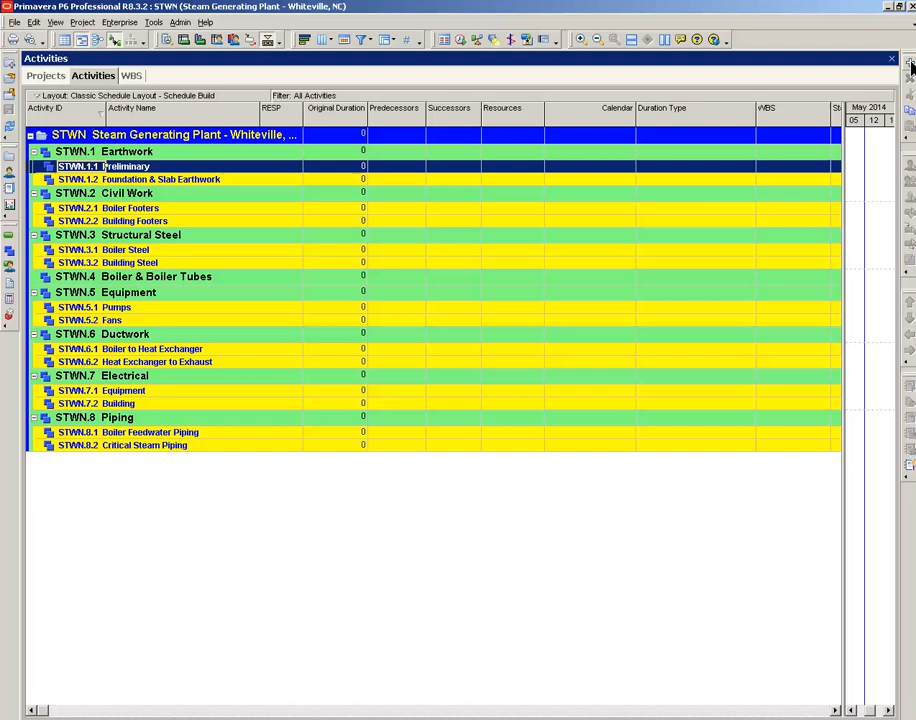 Primavera P6 Professional R8.3.2 : STWN (Steam Generating Plant - Whiteville, NC)
File Edit View Project Enterprise Tools Admin Help
Activities
Projects Activities WBS
Layout: Classic Schedule Layout - Schedule Build Filter: All Activities
Activity ID Activity Name RESP Original Duration Predecessors Successors Resources Calendar Duration Type WBS St May 2014
05 12 1
STWN Steam Generating Plant - Whiteville, ... 0
STWN.1 Earthwork 0
STWN.1.1 Preliminary 0
STWN.1.2 Foundation & Slab Earthwork 0
STWN.2 Civil Work 0
STWN.2.1 Boiler Footers 0
STWN.2.2 Building Footers 0
STWN.3 Structural Steel 0
STWN.3.1 Boiler Steel 0
STWN.3.2 Building Steel 0
STWN.4 Boiler & Boiler Tubes 0
STWN.5 Equipment 0
STWN.5.1 Pumps 0
STWN.5.2 Fans 0
STWN.6 Ductwork 0
STWN.6.1 Boiler to Heat Exchanger 0
STWN.6.2 Heat Exchanger to Exhaust 0
STWN.7 Electrical 0
STWN.7.1 Equipment 0
STWN.7.2 Building 0
STWN.8 Piping 0
STWN.8.1 Boiler Feedwater Piping 0
STWN.8.2 Critical Steam Piping 0